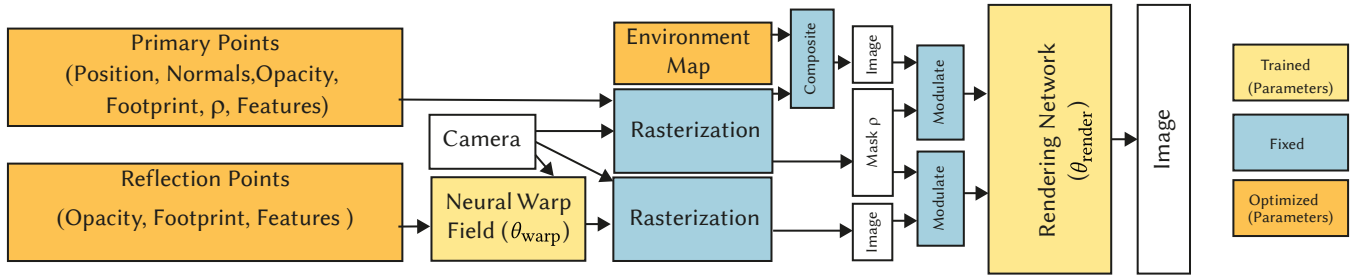 Primary Points
(Position, Normals,Opacity,
Footprint, ρ, Features)
Reflection Points
(Opacity, Footprint, Features )
Camera
Neural Warp
Field (θwarp)
Environment
Map
Rasterization
Rasterization
Composite
Image
Mask ρ
Image
Modulate
Modulate
Rendering Network
(θrender)
Image
Trained
(Parameters)
Fixed
Optimized
(Parameters)